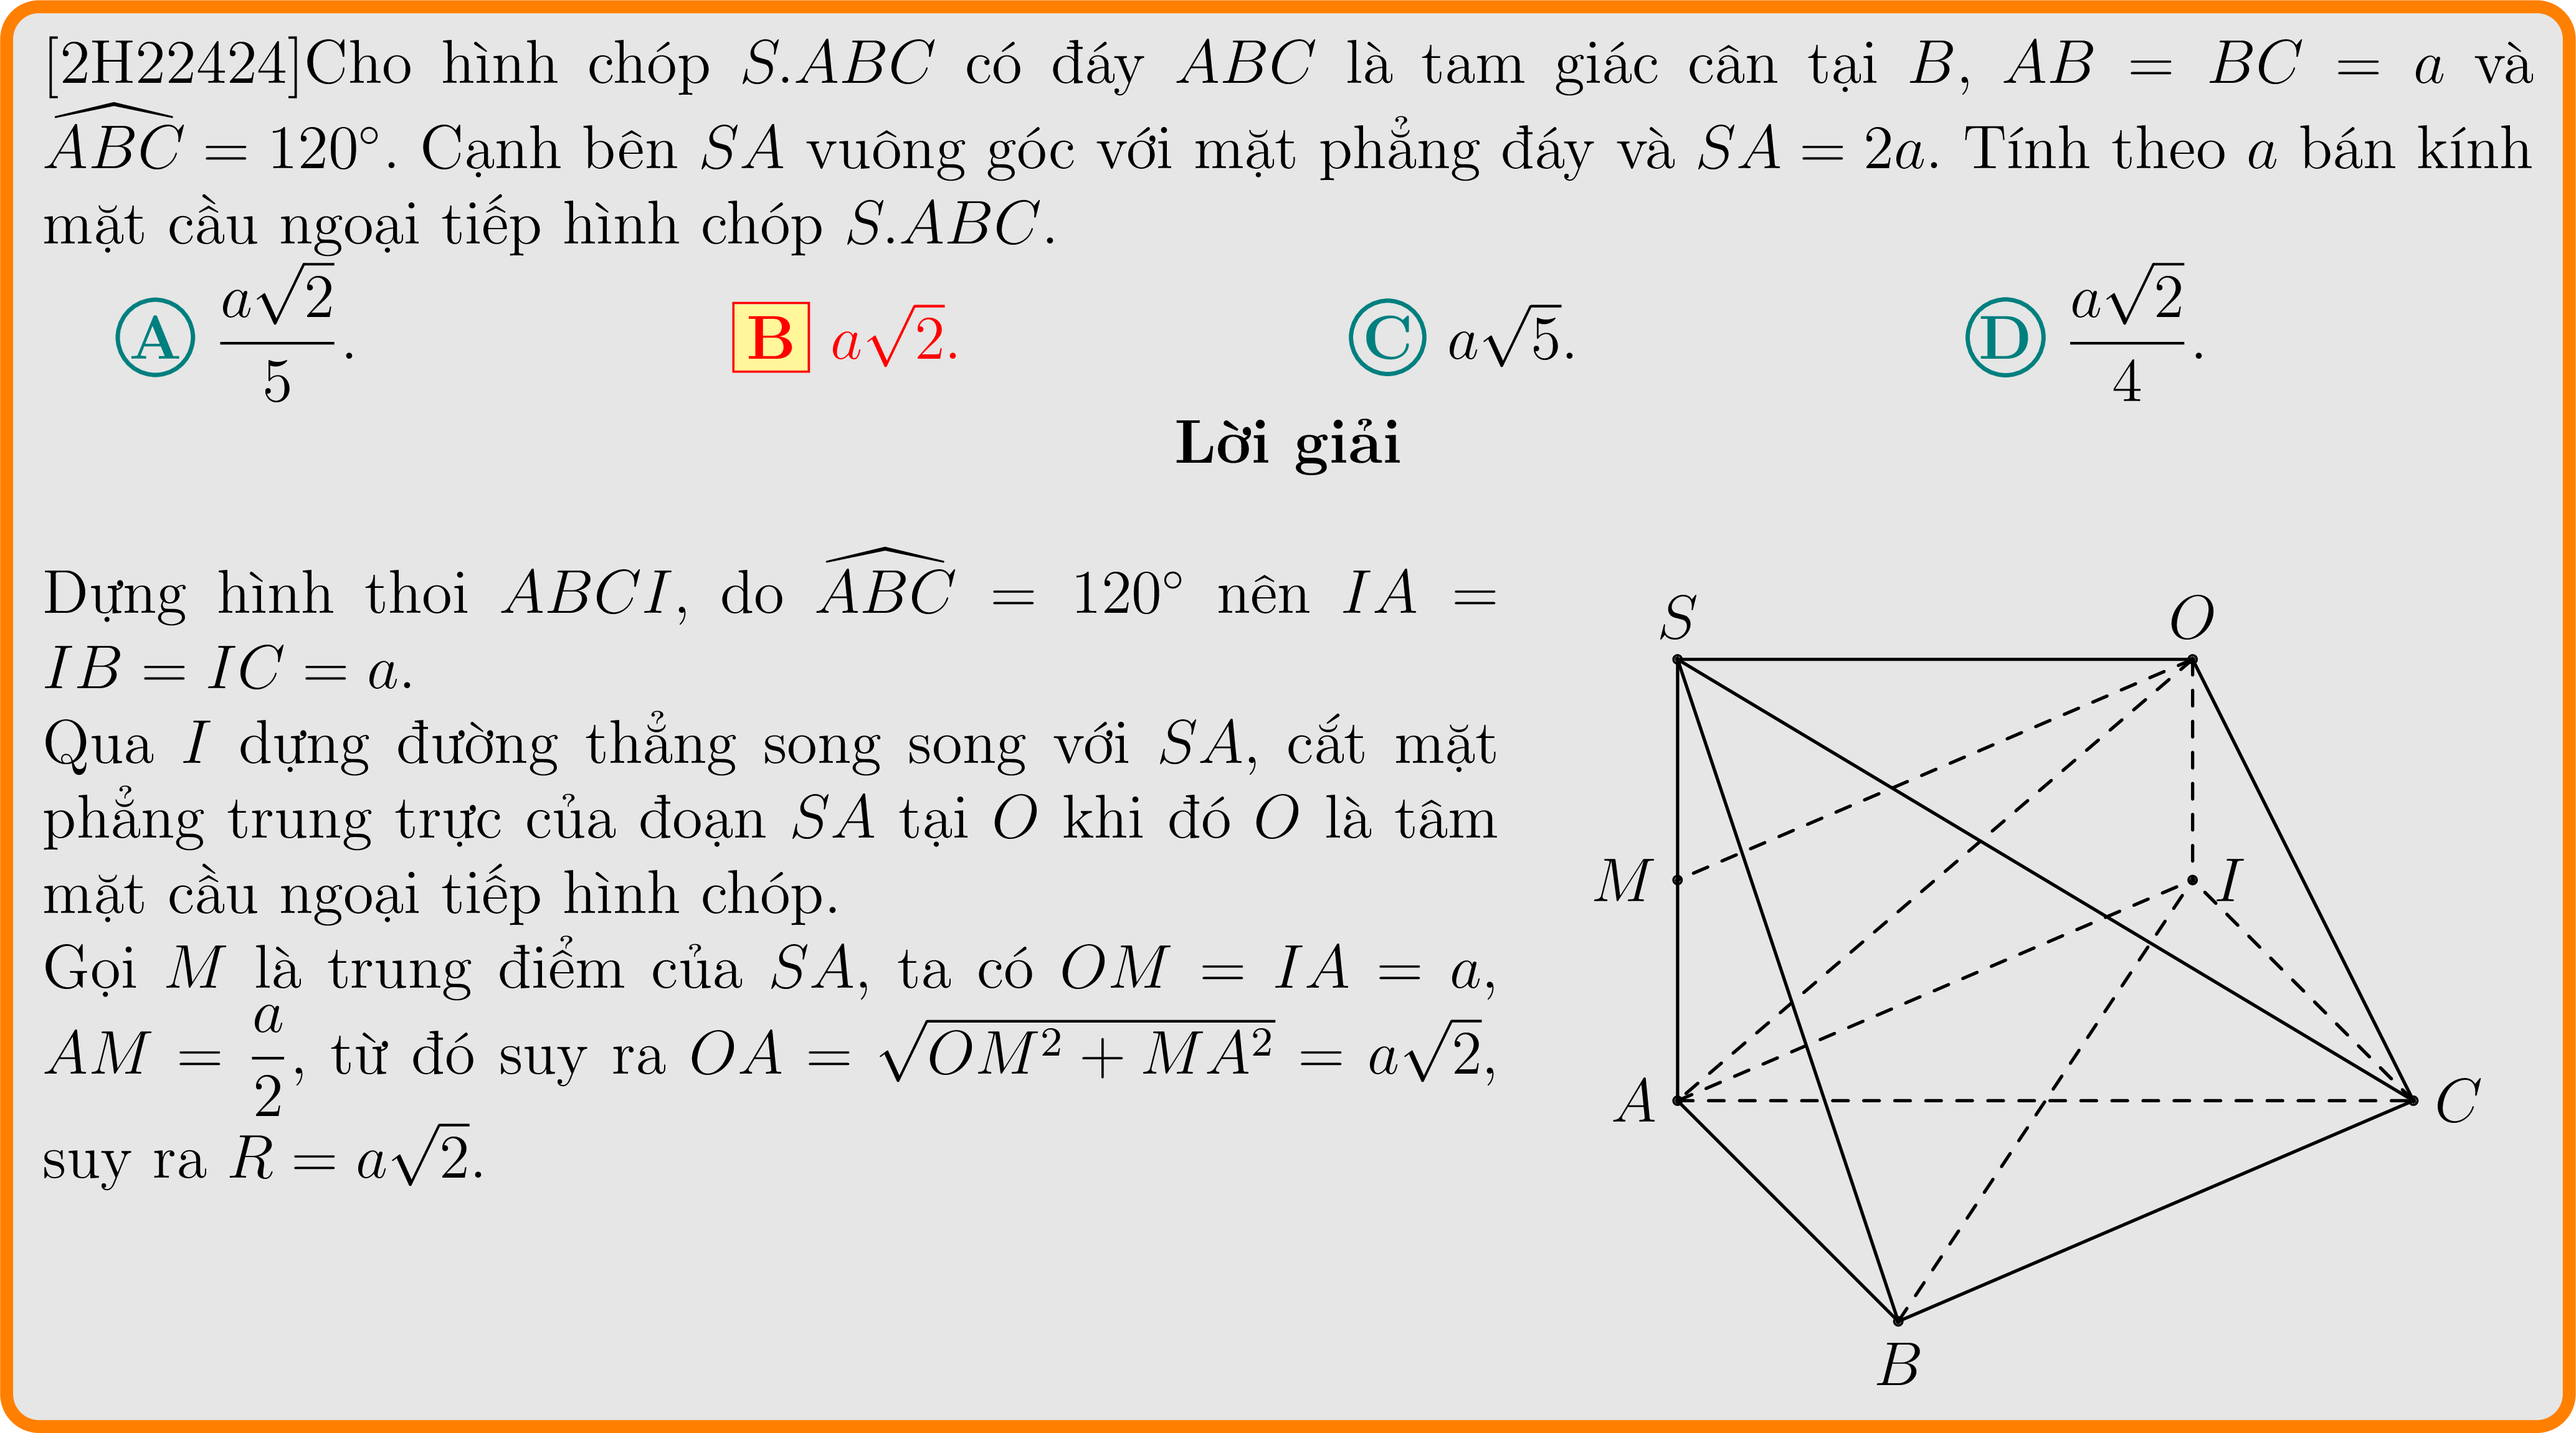 [2H22424]Cho hình chóp S.ABC có đáy ABC là tam giác cân tại B, AB = BC = a và
$\widehat{ABC}$ = 120°. Cạnh bên SA vuông góc với mặt phẳng đáy và SA = 2a. Tính theo a bán kính
mặt cầu ngoại tiếp hình chóp S.ABC.
A $\dfrac{a\sqrt{2}}{5}$. B $a\sqrt{2}$. C $a\sqrt{5}$. D $\dfrac{a\sqrt{2}}{4}$.
Lời giải
Dựng hình thoi ABCI, do $\widehat{ABC}$ = 120° nên IA =
IB = IC = a.
Qua I dựng đường thẳng song song với SA, cắt mặt
phẳng trung trực của đoạn SA tại O khi đó O là tâm
mặt cầu ngoại tiếp hình chóp.
Gọi M là trung điểm của SA, ta có OM = IA = a,
AM = $\dfrac{a}{2}$, từ đó suy ra OA = $\sqrt{OM^2 + MA^2}$ = $a\sqrt{2}$,
suy ra R = $a\sqrt{2}$.
S O
M I
A C
B